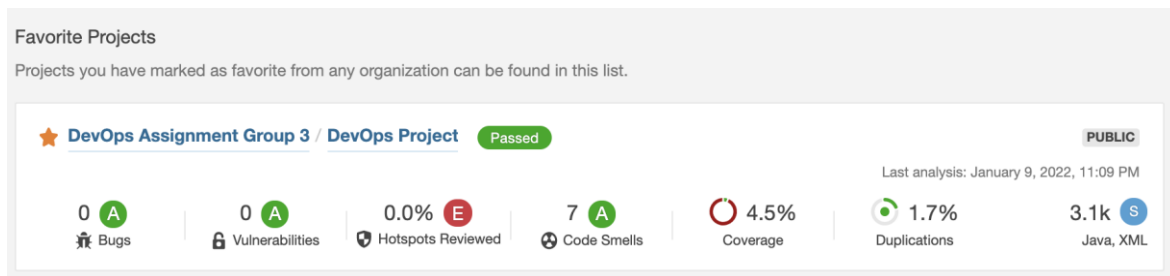 Favorite Projects
Projects you have marked as favorite from any organization can be found in this list.
DevOps Assignment Group 3 / DevOps Project Passed PUBLIC
Last analysis: January 9, 2022, 11:09 PM
0 A 0 A 0.0% E 7 A 4.5% 1.7% 3.1k S
Bugs Vulnerabilities Hotspots Reviewed Code Smells Coverage Duplications Java, XML